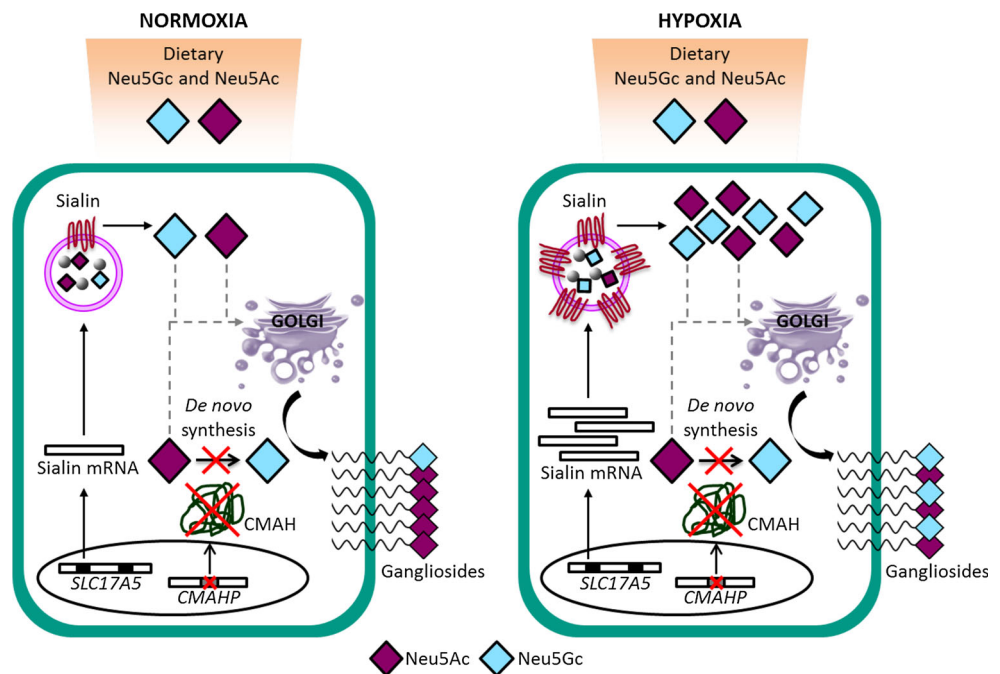 NORMOXIA
Dietary
Neu5Gc and Neu5Ac
Sialin
GOLGI
De novo
synthesis
Sialin mRNA
CMAH
SLC17A5
CMAHP
Gangliosides
HYPOXIA
Dietary
Neu5Gc and Neu5Ac
Sialin
GOLGI
De novo
synthesis
Sialin mRNA
CMAH
SLC17A5
CMAHP
Gangliosides
Neu5Ac
Neu5Gc